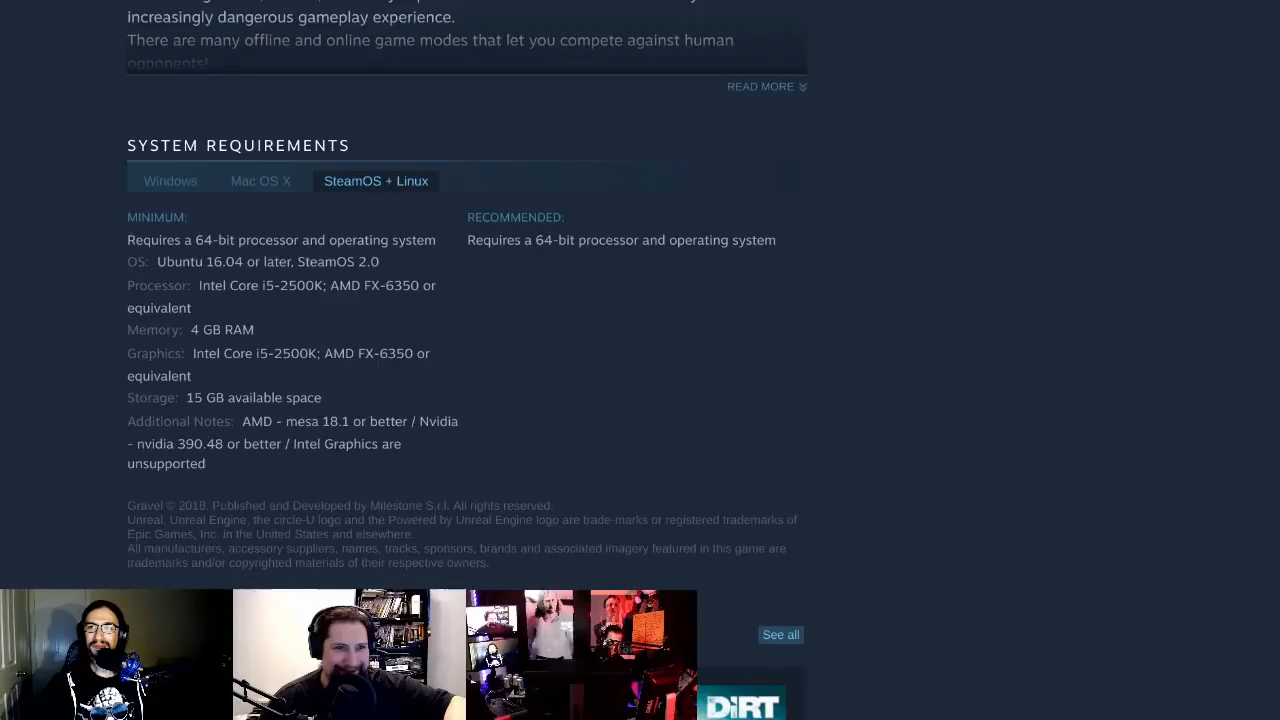 increasingly dangerous gameplay experience.
There are many offline and online game modes that let you compete against human
opponents!
READ MORE
SYSTEM REQUIREMENTS
Windows
Mac OS X
SteamOS + Linux
MINIMUM:
Requires a 64-bit processor and operating system
OS: Ubuntu 16.04 or later, SteamOS 2.0
Processor: Intel Core i5-2500K; AMD FX-6350 or
equivalent
Memory: 4 GB RAM
Graphics: Intel Core i5-2500K; AMD FX-6350 or
equivalent
Storage: 15 GB available space
Additional Notes: AMD - mesa 18.1 or better / Nvidia
- nvidia 390.48 or better / Intel Graphics are
unsupported
RECOMMENDED:
Requires a 64-bit processor and operating system
Gravel © 2018. Published and Developed by Milestone S.r.l. All rights reserved.
Unreal, Unreal Engine, the circle-U logo and the Powered by Unreal Engine logo are trade-marks or registered trademarks of
Epic Games, Inc. in the United States and elsewhere.
All manufacturers, accessory suppliers, names, tracks, sponsors, brands and associated imagery featured in this game are
trademarks and/or copyrighted materials of their respective owners.
See all
DiRT